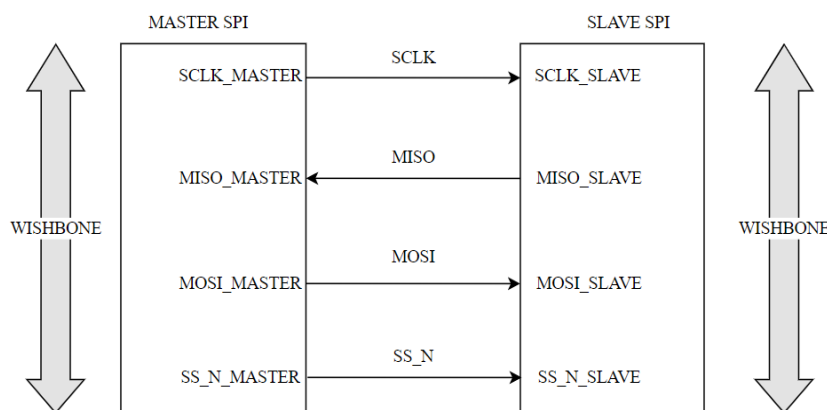 MASTER SPI
SLAVE SPI
SCLK_MASTER
SCLK
SCLK_SLAVE
MISO_MASTER
MISO
MISO_SLAVE
WISHBONE
WISHBONE
MOSI_MASTER
MOSI
MOSI_SLAVE
SS_N_MASTER
SS_N
SS_N_SLAVE